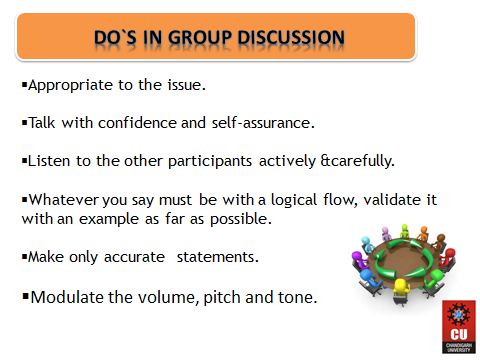 DO`S IN GROUP DISCUSSION
▪Appropriate to the issue.
▪Talk with confidence and self-assurance.
▪Listen to the other participants actively &carefully.
▪Whatever you say must be with a logical flow, validate it
with an example as far as possible.
▪Make only accurate statements.
▪Modulate the volume, pitch and tone.
CU
CHANDIGARH
UNIVERSITY